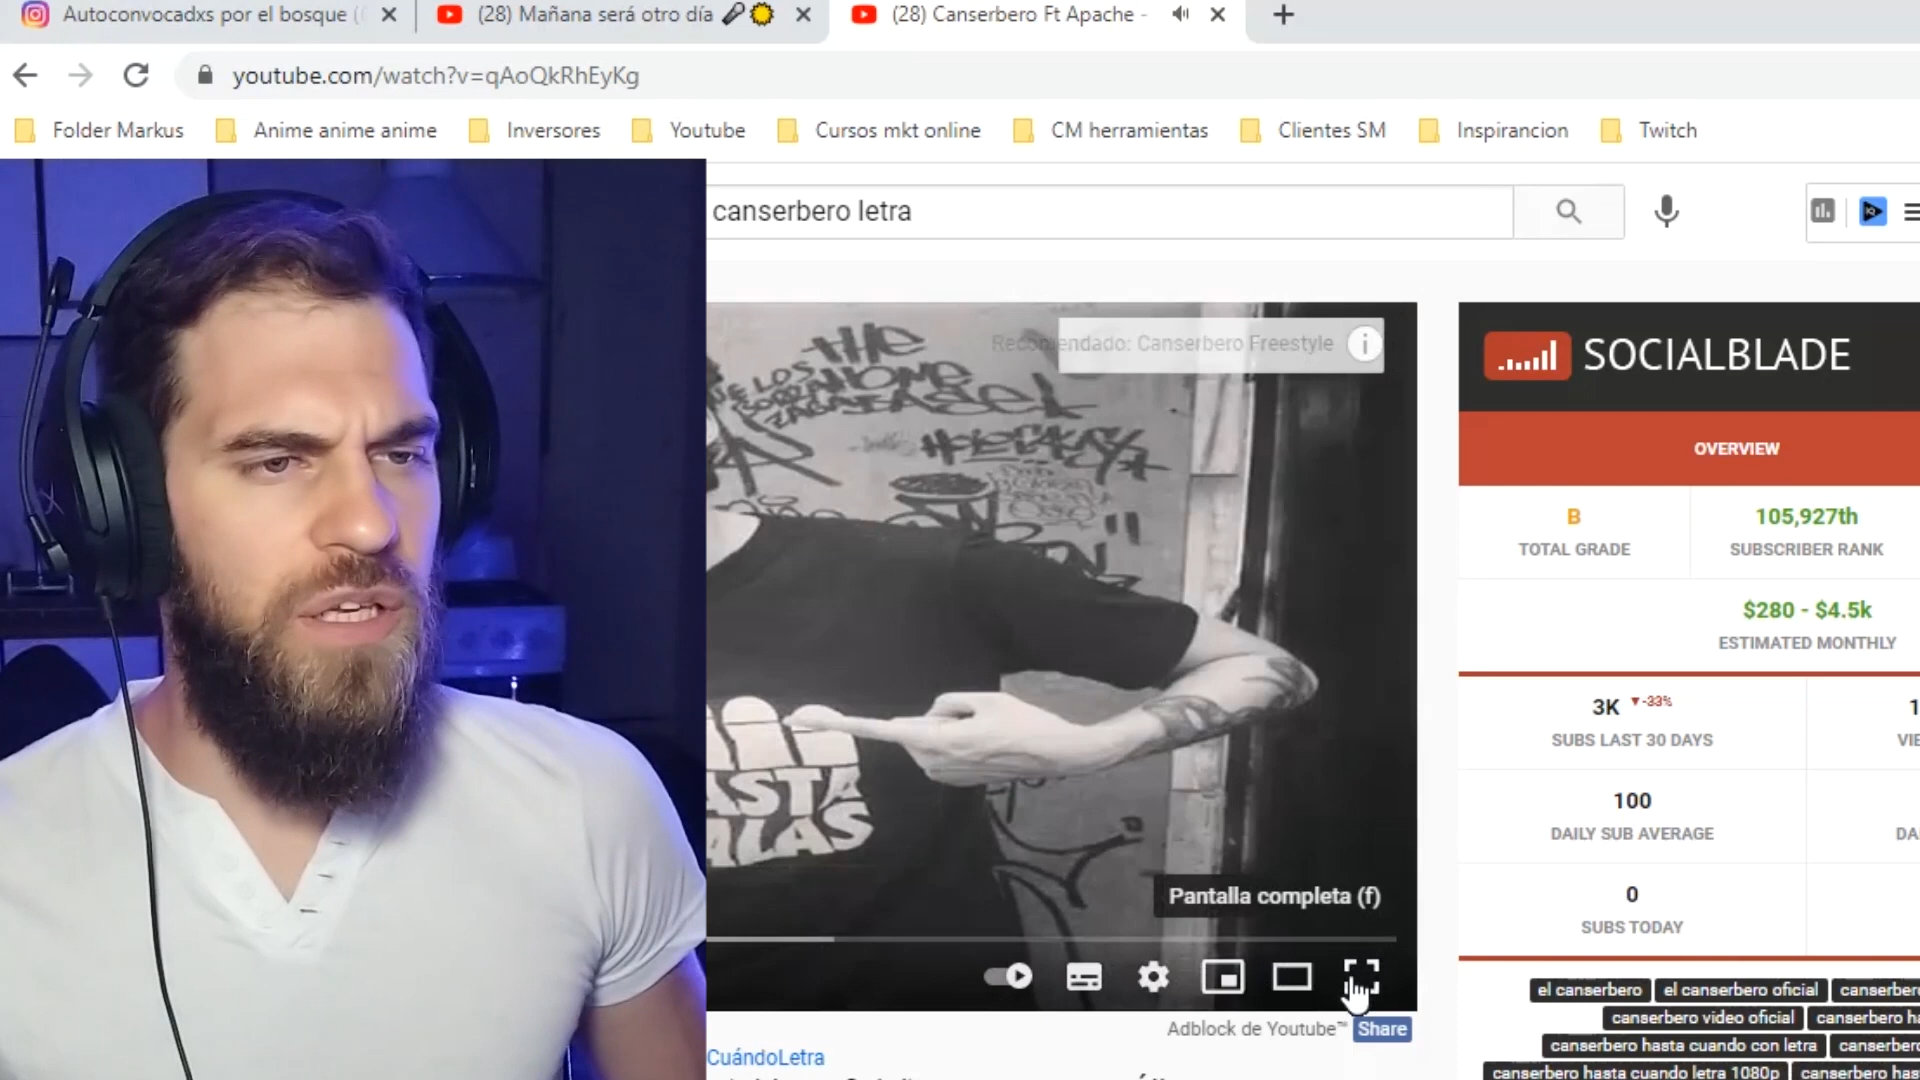 Autoconvocadxs por el bosque
(28) Mañana será otro día
(28) Canserbero Ft Apache -
youtube.com/watch?v=qAoQkRhEyKg
Folder Markus
Anime anime anime
Inversores
Youtube
Cursos mkt online
CM herramientas
Clientes SM
Inspirancion
Twitch
canserbero letra
Recomendado: Canserbero Freestyle
THE
HOME
Pantalla completa (f)
Adblock de Youtube™
Share
CuándoLetra
SOCIALBLADE
OVERVIEW
B
TOTAL GRADE
105,927th
SUBSCRIBER RANK
$280 - $4.5k
ESTIMATED MONTHLY
3K ▼-33%
SUBS LAST 30 DAYS
100
DAILY SUB AVERAGE
0
SUBS TODAY
el canserbero
el canserbero oficial
canserbero video oficial
canserbero hasta cuando con letra
canserbero hasta cuando letra 1080p